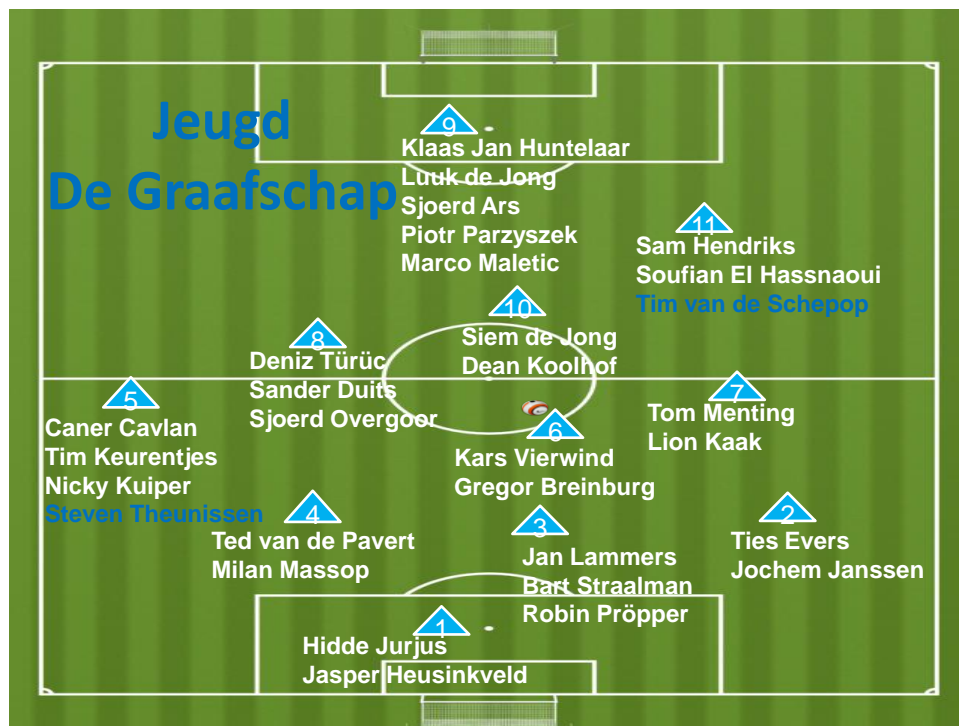 Jeugd
De Graafschap
9
Klaas Jan Huntelaar
Luuk de Jong
Sjoerd Ars
Piotr Parzyszek
Marco Maletic
11
Sam Hendriks
Soufian El Hassnaoui
Tim van de Schepop
10
Siem de Jong
Dean Koolhof
8
Deniz Türüc
Sander Duits
Sjoerd Overgoor
7
Tom Menting
Lion Kaak
5
Caner Cavlan
Tim Keurentjes
Nicky Kuiper
Steven Theunissen
6
Kars Vierwind
Gregor Breinburg
4
Ted van de Pavert
Milan Massop
3
Jan Lammers
Bart Straalman
Robin Pröpper
2
Ties Evers
Jochem Janssen
1
Hidde Jurjus
Jasper Heusinkveld